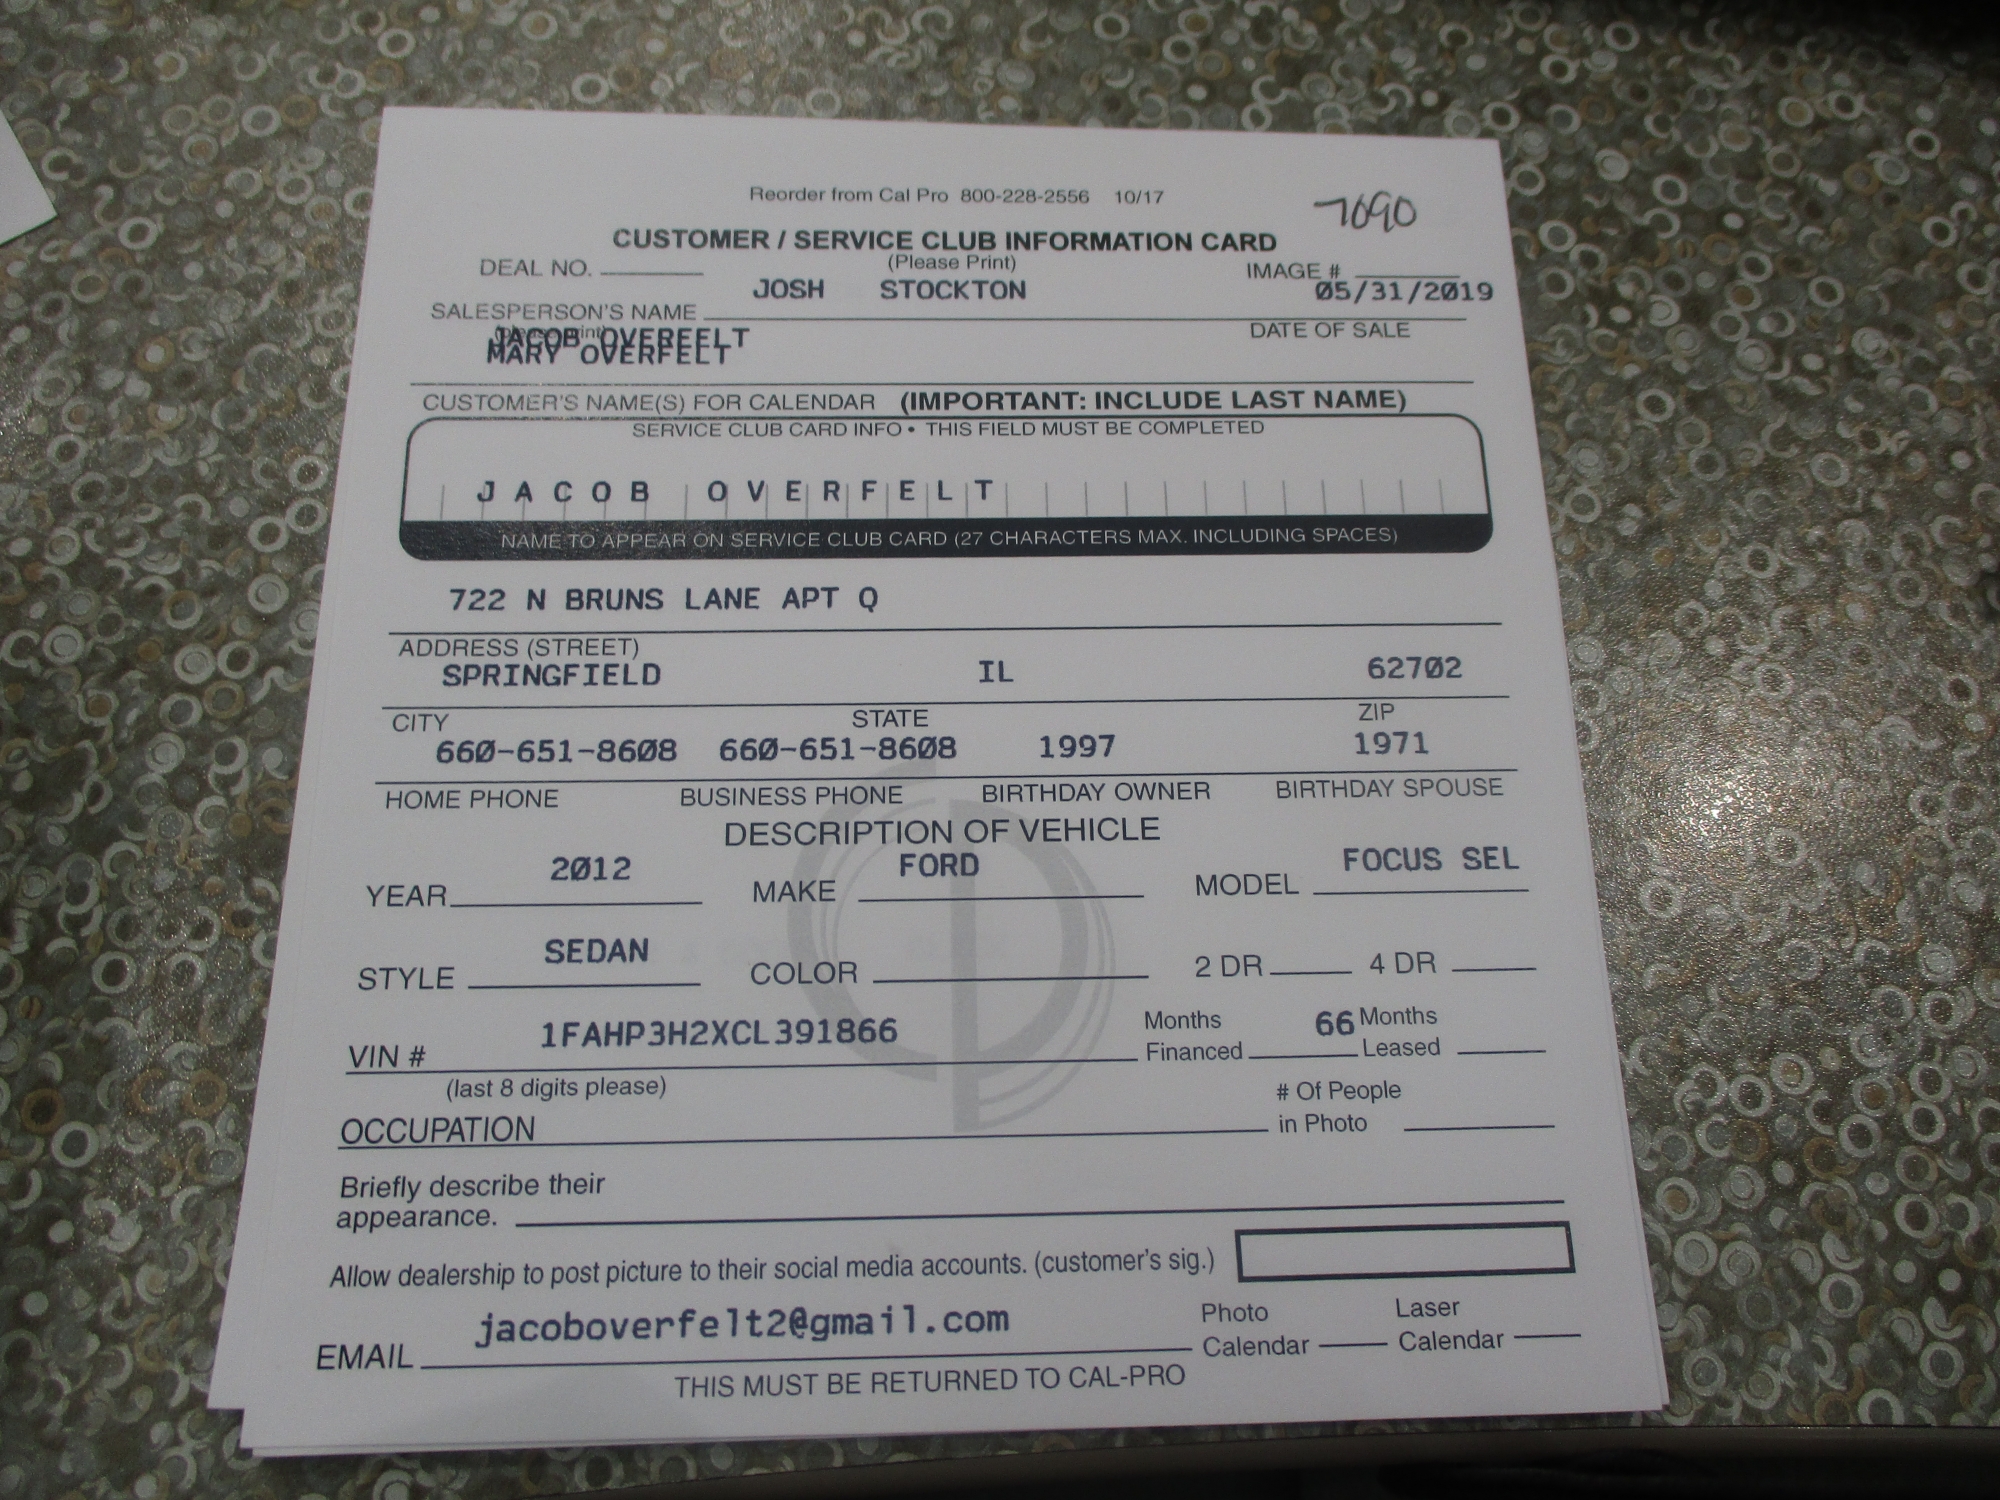 Reorder from Cal Pro 800-228-2556 10/17
7690
CUSTOMER / SERVICE CLUB INFORMATION CARD
(Please Print)
DEAL NO.
IMAGE #
JOSH STOCKTON
05/31/2019
SALESPERSON'S NAME
(please print)
DATE OF SALE
JACOB OVERFELT
MARY OVERFELT
CUSTOMER'S NAME(S) FOR CALENDAR (IMPORTANT: INCLUDE LAST NAME)
SERVICE CLUB CARD INFO • THIS FIELD MUST BE COMPLETED
JACOB OVERFELT
NAME TO APPEAR ON SERVICE CLUB CARD (27 CHARACTERS MAX. INCLUDING SPACES)
722 N BRUNS LANE APT Q
ADDRESS (STREET)
SPRINGFIELD IL 62702
CITY STATE ZIP
660-651-8608 660-651-8608 1997 1971
HOME PHONE BUSINESS PHONE BIRTHDAY OWNER BIRTHDAY SPOUSE
DESCRIPTION OF VEHICLE
YEAR 2012 MAKE FORD MODEL FOCUS SEL
STYLE SEDAN COLOR 2 DR 4 DR
VIN # 1FAHP3H2XCL391866 Months Financed 66 Months Leased
(last 8 digits please)
OCCUPATION # Of People in Photo
Briefly describe their
appearance.
Allow dealership to post picture to their social media accounts. (customer's sig.)
EMAIL jacoboverfelt2@gmail.com Photo Calendar Laser Calendar
THIS MUST BE RETURNED TO CAL-PRO